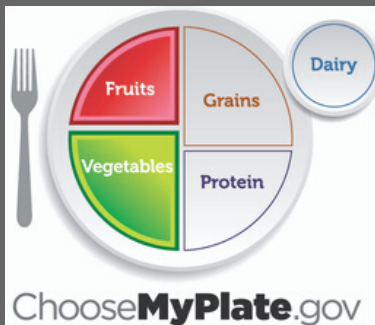 Fruits
Grains
Dairy
Vegetables
Protein
ChooseMyPlate.gov